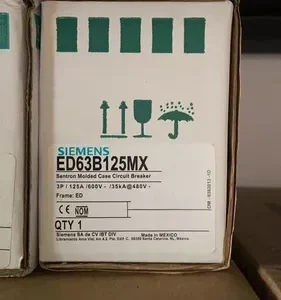 SIEMENS
ED63B125MX
Sentron Molded Case Circuit Breaker
3P / 125A /600V - /35kA@480V -
Frame: ED
CE NOM
QTY 1
Made in MEXICO
Siemens SA de CV IBT DIV